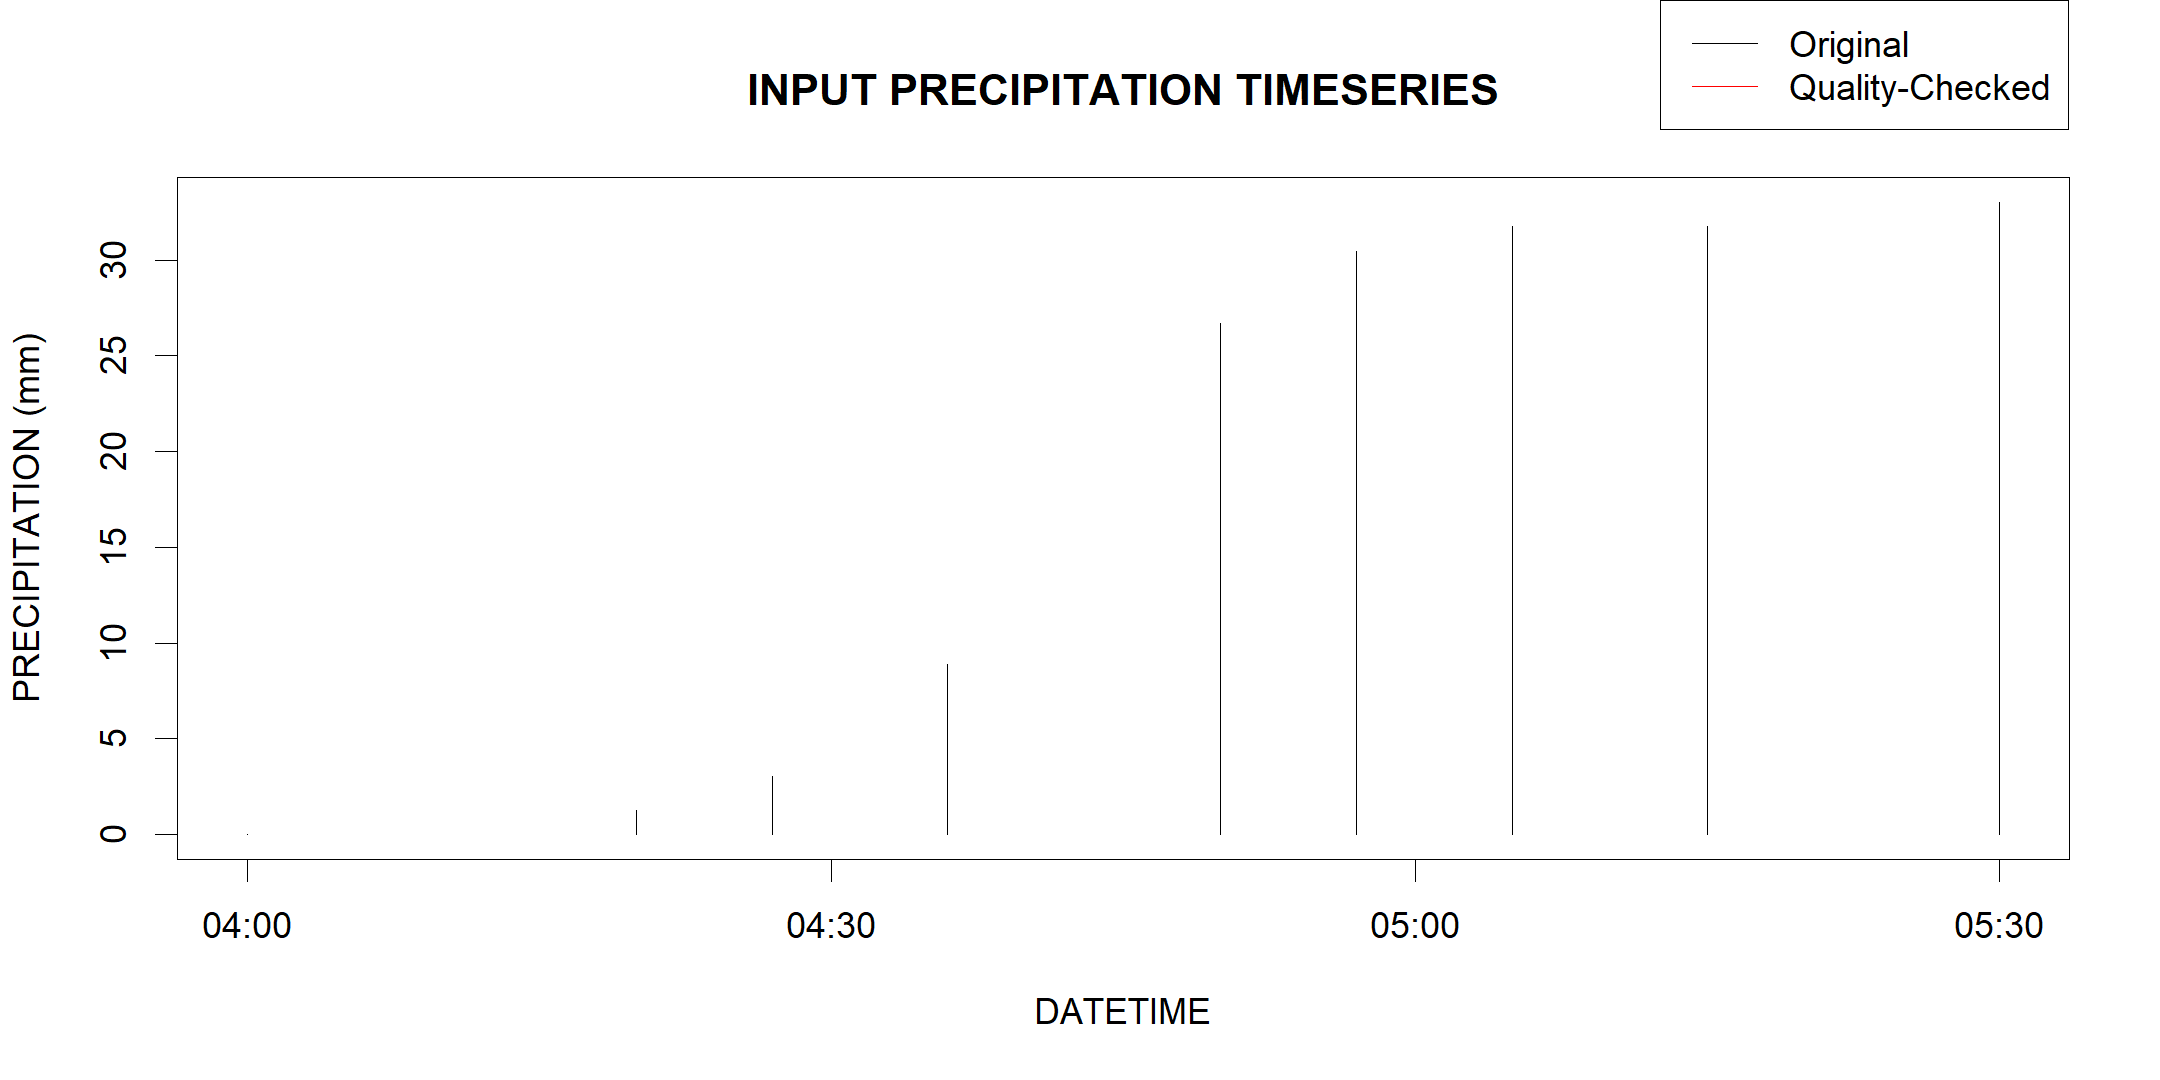 Original
Quality-Checked
INPUT PRECIPITATION TIMESERIES
PRECIPITATION (mm)
30
25
20
15
10
5
0
04:00 04:30 05:00 05:30
DATETIME